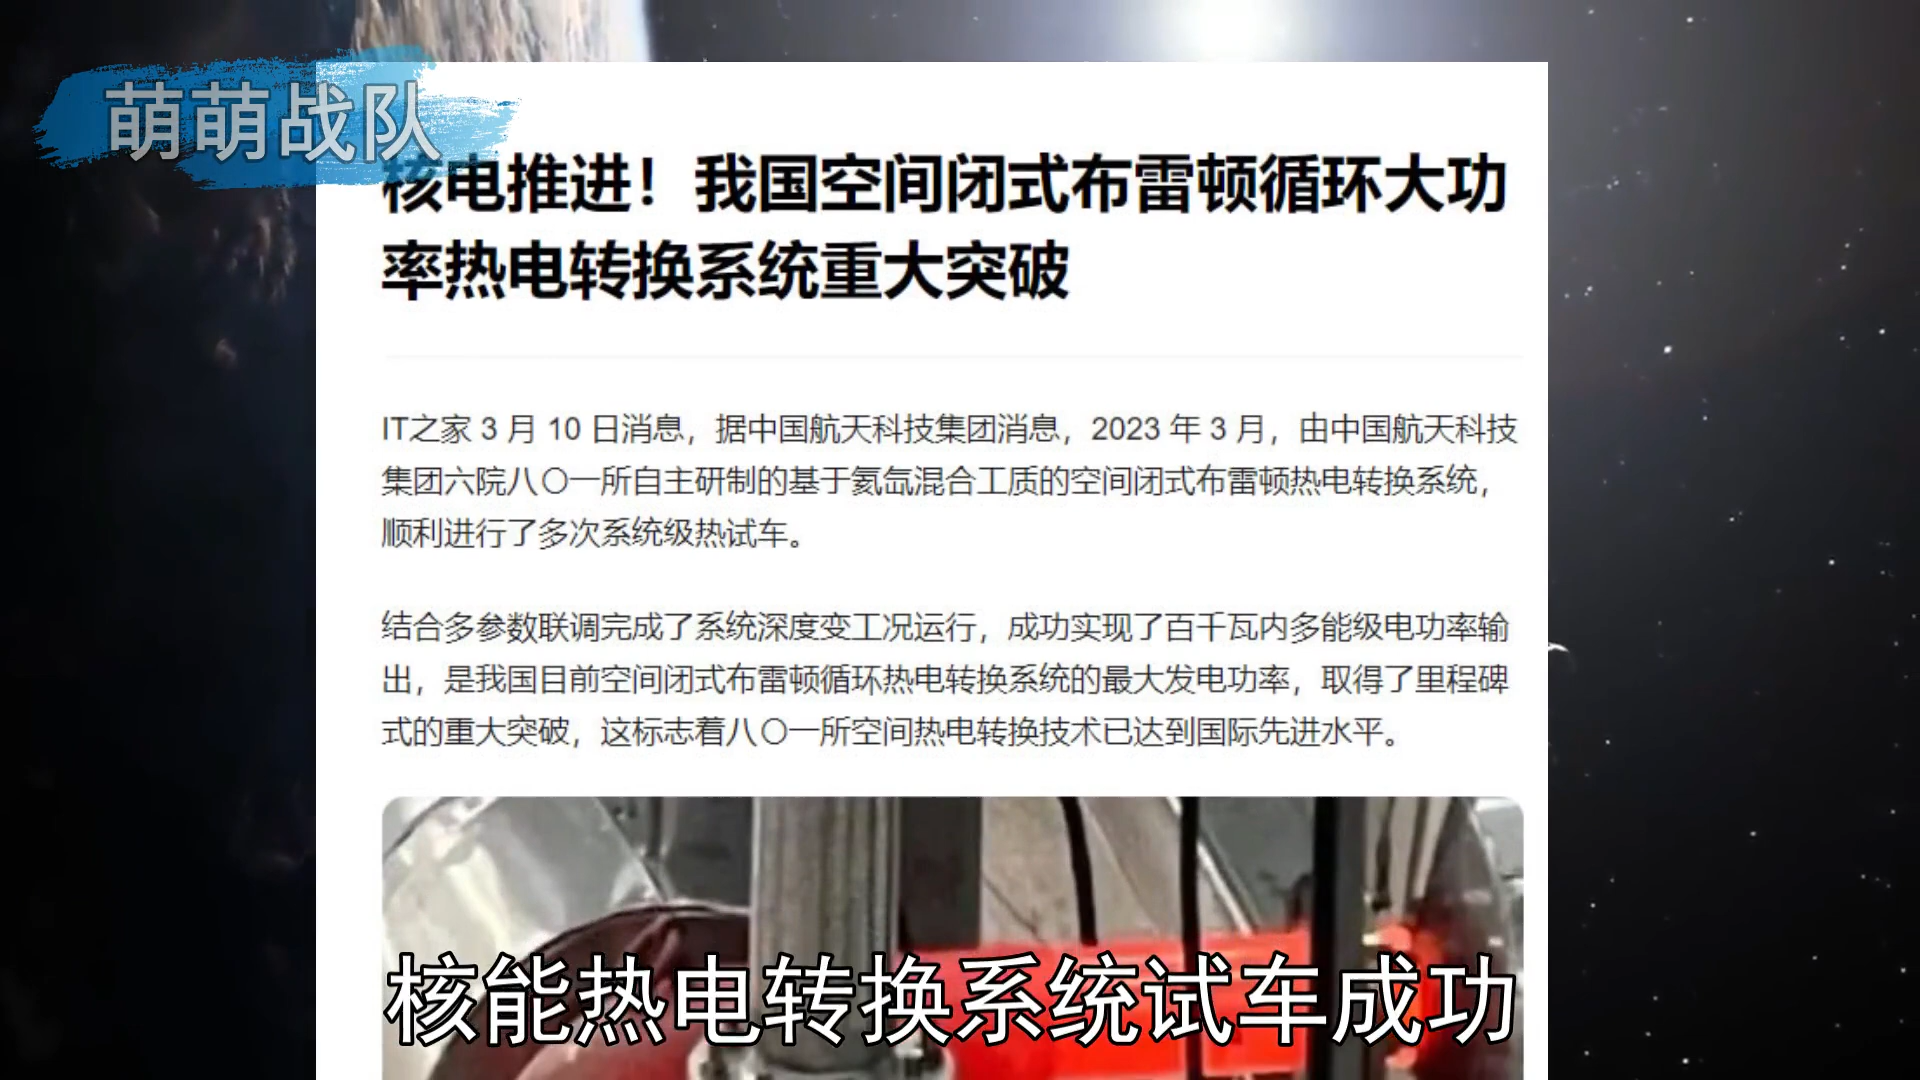 萌萌战队
核电推进！我国空间闭式布雷顿循环大功
率热电转换系统重大突破
IT之家 3 月 10 日消息，据中国航天科技集团消息，2023 年 3 月，由中国航天科技
集团六院八〇一所自主研制的基于氦氙混合工质的空间闭式布雷顿热电转换系统，
顺利进行了多次系统级热试车。
结合多参数联调完成了系统深度变工况运行，成功实现了百千瓦内多能级电功率输
出，是我国目前空间闭式布雷顿循环热电转换系统的最大发电功率，取得了里程碑
式的重大突破，这标志着八〇一所空间热电转换技术已达到国际先进水平。
核能热电转换系统试车成功